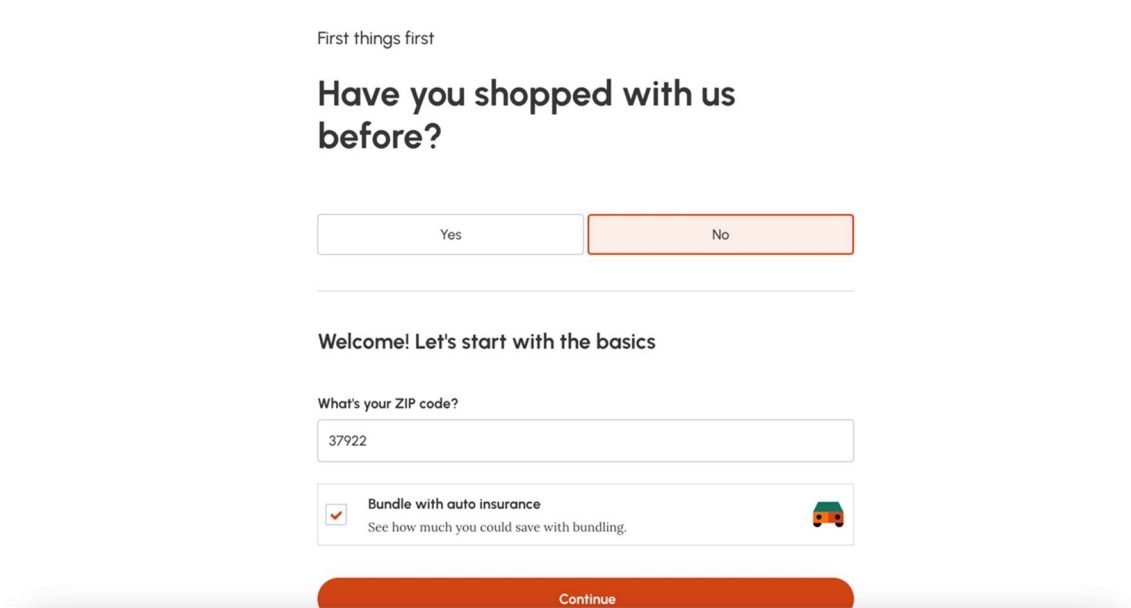 First things first
Have you shopped with us
before?
Yes
No
Welcome! Let's start with the basics
What's your ZIP code?
37922
Bundle with auto insurance
See how much you could save with bundling.
Continue